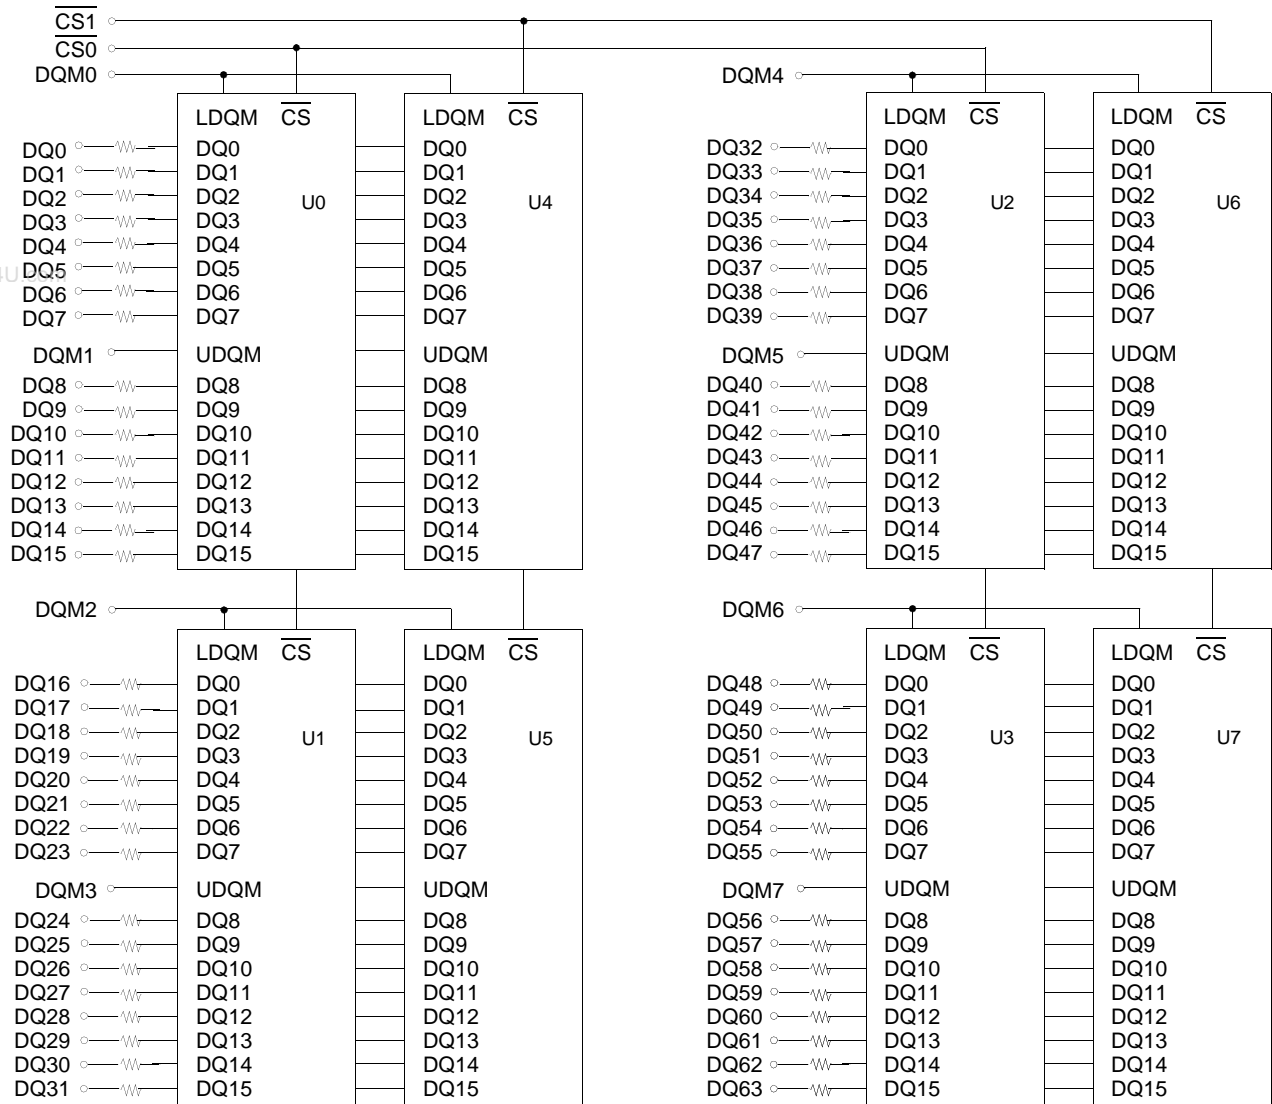 CS1
CS0
DQM0 DQM4
LDQM CS LDQM CS LDQM CS LDQM CS
DQ0 DQ0 DQ0 DQ32 DQ0 DQ0
DQ1 DQ1 DQ1 DQ33 DQ1 DQ1
DQ2 DQ2 DQ2 DQ34 DQ2 DQ2
U0 U4 U2 U6
DQ3 DQ3 DQ3 DQ35 DQ3 DQ3
DQ4 DQ4 DQ4 DQ36 DQ4 DQ4
DQ5 DQ5 DQ5 DQ37 DQ5 DQ5
4U.com
DQ6 DQ6 DQ6 DQ38 DQ6 DQ6
DQ7 DQ7 DQ7 DQ39 DQ7 DQ7
DQM1 UDQM UDQM DQM5 UDQM UDQM
DQ8 DQ8 DQ8 DQ40 DQ8 DQ8
DQ9 DQ9 DQ9 DQ41 DQ9 DQ9
DQ10 DQ10 DQ10 DQ42 DQ10 DQ10
DQ11 DQ11 DQ11 DQ43 DQ11 DQ11
DQ12 DQ12 DQ12 DQ44 DQ12 DQ12
DQ13 DQ13 DQ13 DQ45 DQ13 DQ13
DQ14 DQ14 DQ14 DQ46 DQ14 DQ14
DQ15 DQ15 DQ15 DQ47 DQ15 DQ15
DQM2 DQM6
LDQM CS LDQM CS LDQM CS LDQM CS
DQ16 DQ0 DQ0 DQ48 DQ0 DQ0
DQ17 DQ1 DQ1 DQ49 DQ1 DQ1
DQ18 DQ2 DQ2 DQ50 DQ2 DQ2
U1 U5 U3 U7
DQ19 DQ3 DQ3 DQ51 DQ3 DQ3
DQ20 DQ4 DQ4 DQ52 DQ4 DQ4
DQ21 DQ5 DQ5 DQ53 DQ5 DQ5
DQ22 DQ6 DQ6 DQ54 DQ6 DQ6
DQ23 DQ7 DQ7 DQ55 DQ7 DQ7
DQM3 UDQM UDQM DQM7 UDQM UDQM
DQ24 DQ8 DQ8 DQ56 DQ8 DQ8
DQ25 DQ9 DQ9 DQ57 DQ9 DQ9
DQ26 DQ10 DQ10 DQ58 DQ10 DQ10
DQ27 DQ11 DQ11 DQ59 DQ11 DQ11
DQ28 DQ12 DQ12 DQ60 DQ12 DQ12
DQ29 DQ13 DQ13 DQ61 DQ13 DQ13
DQ30 DQ14 DQ14 DQ62 DQ14 DQ14
DQ31 DQ15 DQ15 DQ63 DQ15 DQ15